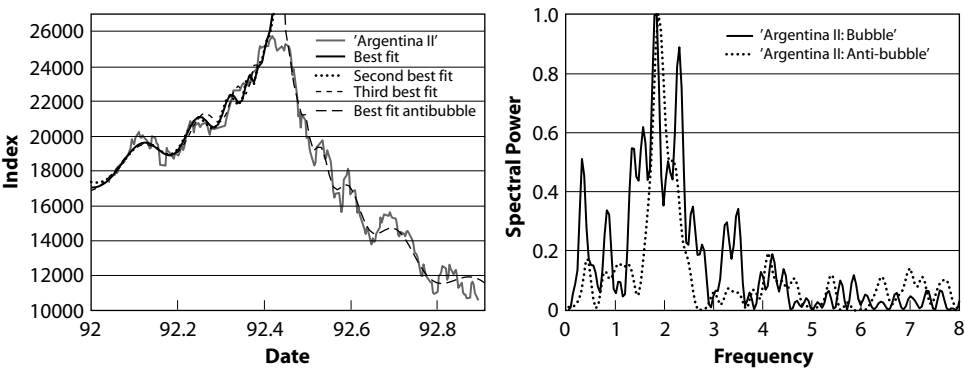 26000
24000
22000
20000
18000
16000
14000
12000
10000
Index
92
92.2
92.4
92.6
92.8
Date
'Argentina II'
Best fit
Second best fit
Third best fit
Best fit antibubble
1.0
0.8
0.6
0.4
0.2
0
Spectral Power
0
1
2
3
4
5
6
7
8
Frequency
'Argentina II: Bubble'
'Argentina II: Anti-bubble'